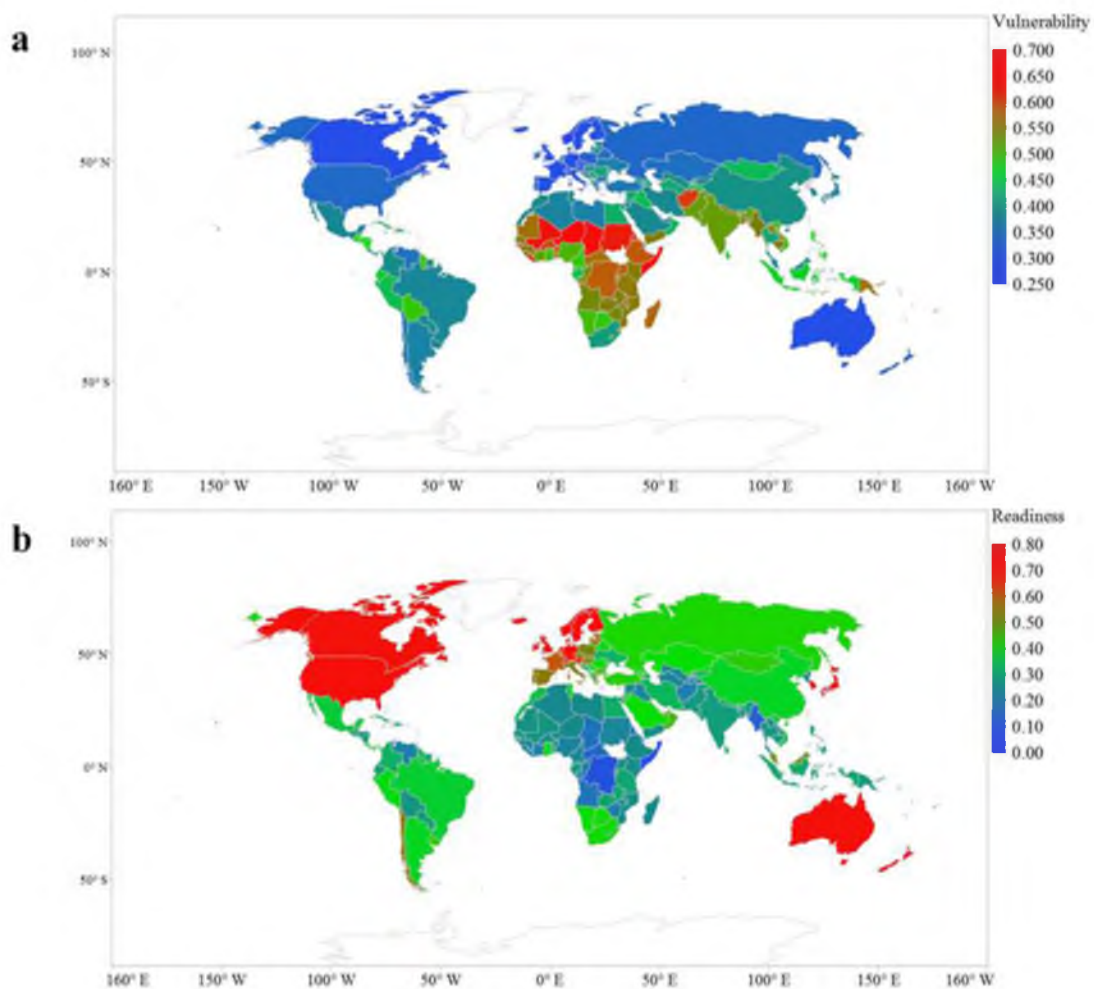 a
Vulnerability
0.700
0.650
0.600
0.550
0.500
0.450
0.400
0.350
0.300
0.250
100° N
50° N
0° N
50° S
160° E 150° W 100° W 50° W 0° E 50° E 100° E 150° E 160° W
b
Readiness
0.80
0.70
0.60
0.50
0.40
0.30
0.20
0.10
0.00
100° N
50° N
0° N
50° S
160° E 150° W 100° W 50° W 0° E 50° E 100° E 150° E 160° W